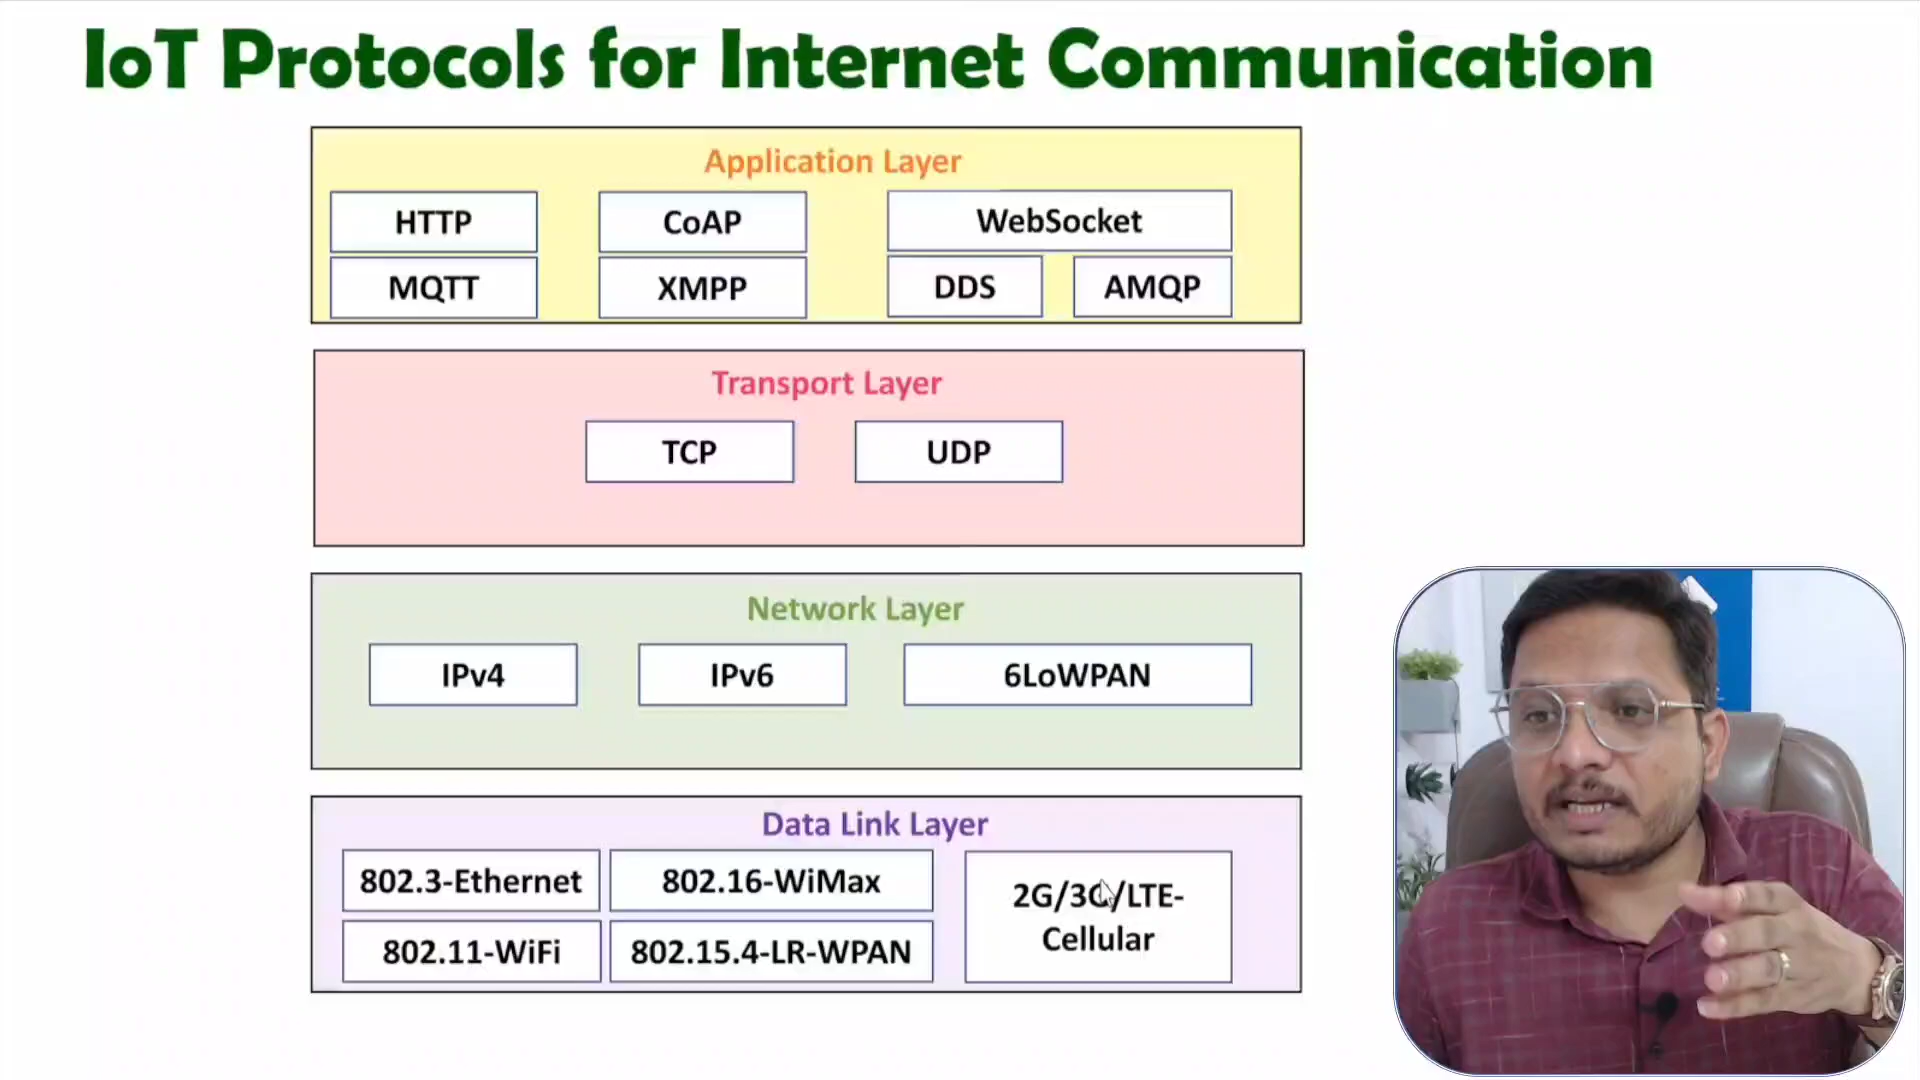 IoT Protocols for Internet Communication
Application Layer
HTTP
CoAP
WebSocket
MQTT
XMPP
DDS
AMQP
Transport Layer
TCP
UDP
Network Layer
IPv4
IPv6
6LoWPAN
Data Link Layer
802.3-Ethernet
802.16-WiMax
2G/3G/LTE-
Cellular
802.11-WiFi
802.15.4-LR-WPAN